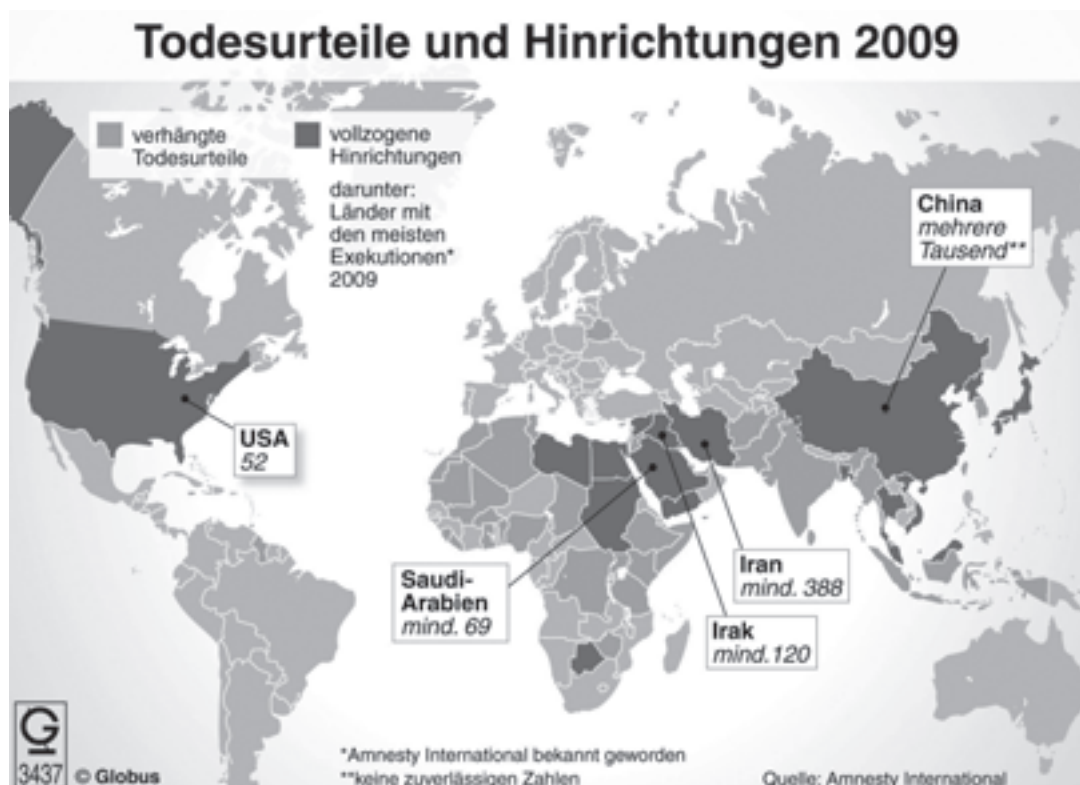 Todesurteile und Hinrichtungen 2009
verhängte
Todesurteile
vollzogene
Hinrichtungen
darunter:
Länder mit
den meisten
Exekutionen*
2009
China
mehrere
Tausend**
USA
52
Saudi-
Arabien
mind. 69
Iran
mind. 388
Irak
mind.120
*Amnesty International bekannt geworden
**keine zuverlässigen Zahlen
Quelle: Amnesty International
G
3437
© Globus